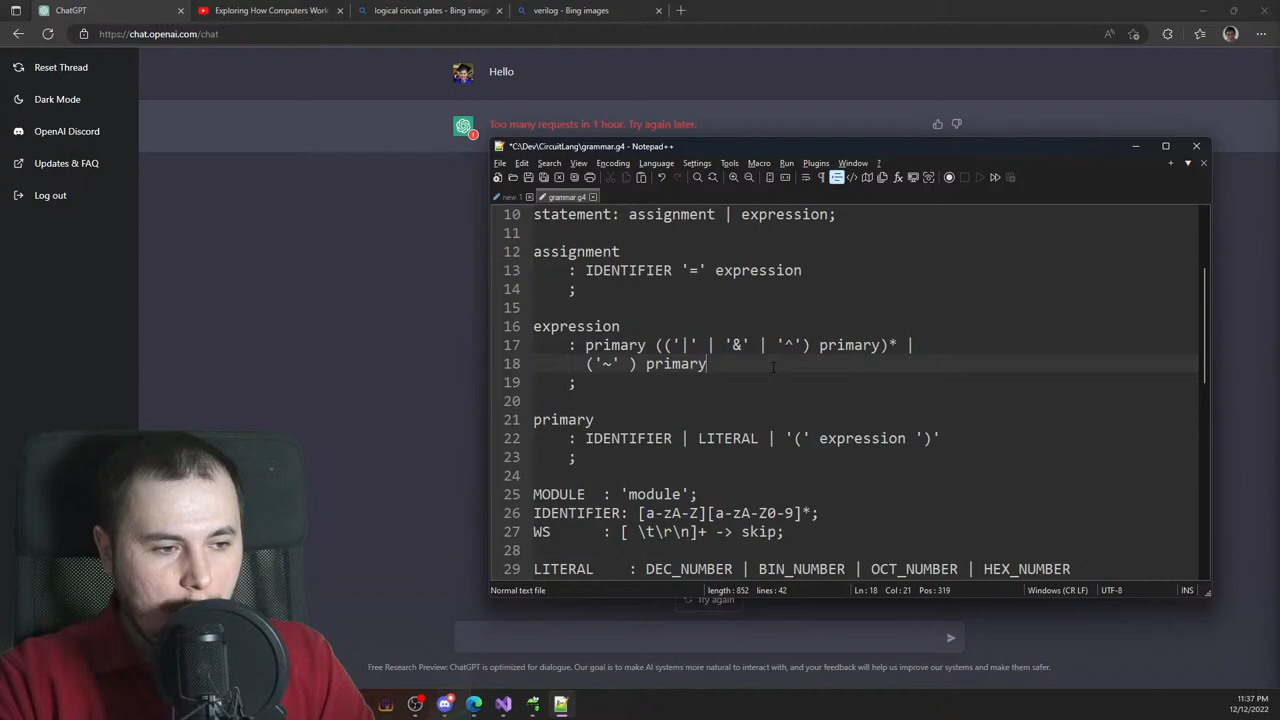 ChatGPT
Exploring How Computers Work
logical circuit gates - Bing image
verilog - Bing images
https://chat.openai.com/chat
Reset Thread
Dark Mode
OpenAI Discord
Updates & FAQ
Log out
Hello
Too many requests in 1 hour. Try again later.
*C:\Dev\CircuitLang\grammar.g4 - Notepad++
File Edit Search View Encoding Language Settings Tools Macro Run Plugins Window ?
new 1 grammar.g4
10 statement: assignment | expression;
11
12 assignment
13 : IDENTIFIER '=' expression
14 ;
15
16 expression
17 : primary (('|' | '&' | '^') primary)* |
18 ('~' ) primary
19 ;
20
21 primary
22 : IDENTIFIER | LITERAL | '(' expression ')'
23 ;
24
25 MODULE : 'module';
26 IDENTIFIER: [a-zA-Z][a-zA-Z0-9]*;
27 WS : [ \t\r\n]+ -> skip;
28
29 LITERAL : DEC_NUMBER | BIN_NUMBER | OCT_NUMBER | HEX_NUMBER
Normal text file length : 852 lines : 42 Ln : 18 Col : 21 Pos : 319 Windows (CR LF) UTF-8 INS
Try again
Free Research Preview: ChatGPT is optimized for dialogue. Our goal is to make AI systems more natural to interact with, and your feedback will help us improve our systems and make them safer.
11:37 PM
12/12/2022